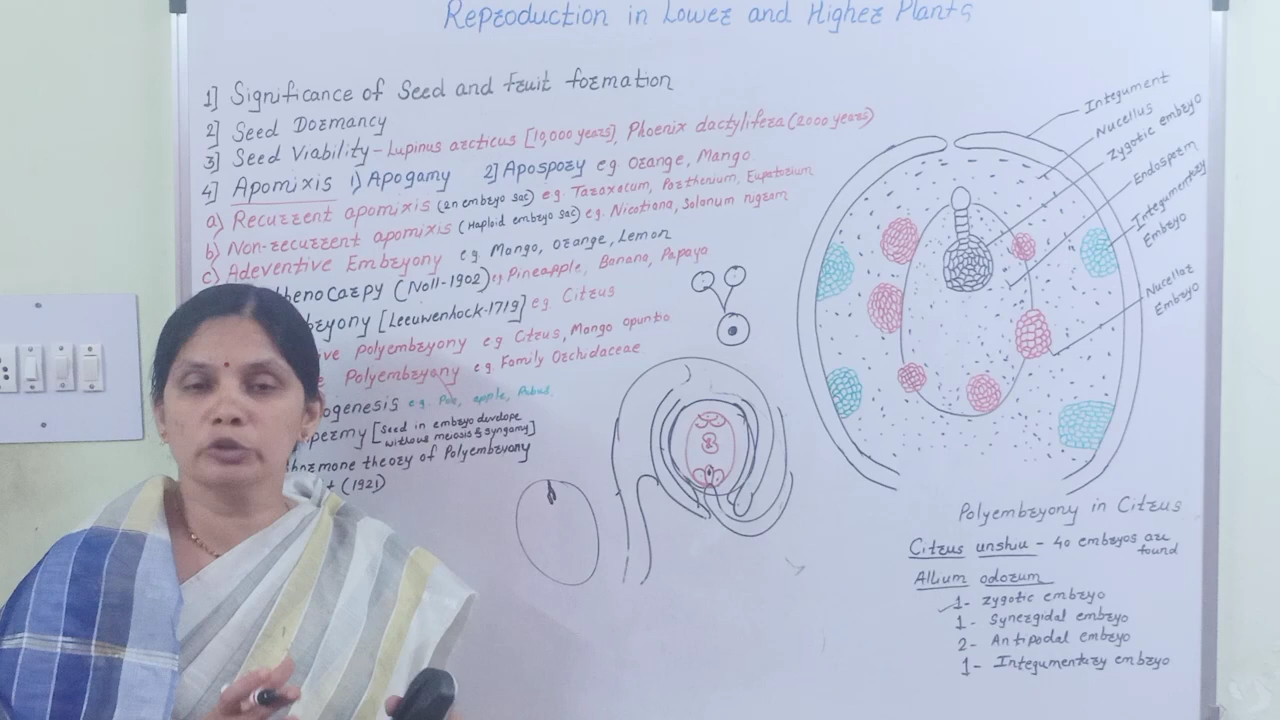 Reproduction in Lower and Higher Plants
1] Significance of Seed and Fruit formation
2] Seed Dormancy
3] Seed Viability - Lupinus arcticus [10,000 years], Phoenix dactylifera (2000 years)
4] Apomixis 1) Apogamy 2] Apospory eg. Orange, Mango
a) Recurrent apomixis (2n embryo sac) eg. Taraxacum, Parthenium, Eupatorium
b) Non-recurrent apomixis (Haploid embryo sac) eg. Nicotiana, Solanum nigram
c) Adeventive Embryony eg Mango, Orange, Lemon
henocarpy (Noll-1902) eg Pineapple, Banana, Papaya
bryony [Leeuwenhock-1719] eg. Citrus
ve Polyembryony eg Citrus, Mango opuntio
e Polyembryony eg. Family Orchidaceae
ogenesis eg. Poa, apple, Rubus,
spermy [Seed in embryo develope
without meiosis & syngamy]
hormone theory of Polyembryony
t (1921)
Integument
Nucellus
Zygotic embryo
Endosperm
Integumentary
Embryo
Nucellar
Embryo
Polyembryony in Citrus
Citrus unshiu - 40 embryos are
found
Allium odorum
1- Zygotic embryo
1- Synergidal embryo
2- Antipodal embryo
1- Integumentry embryo